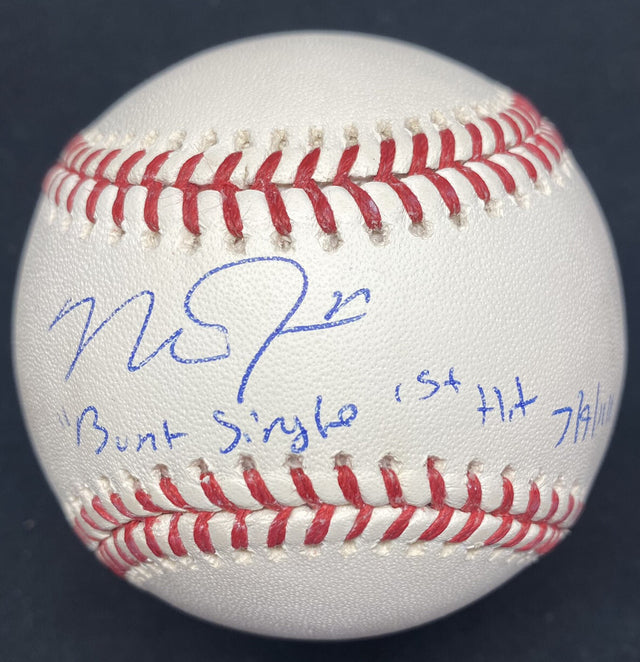 "Bunt Single 1st Hit 7/9/11